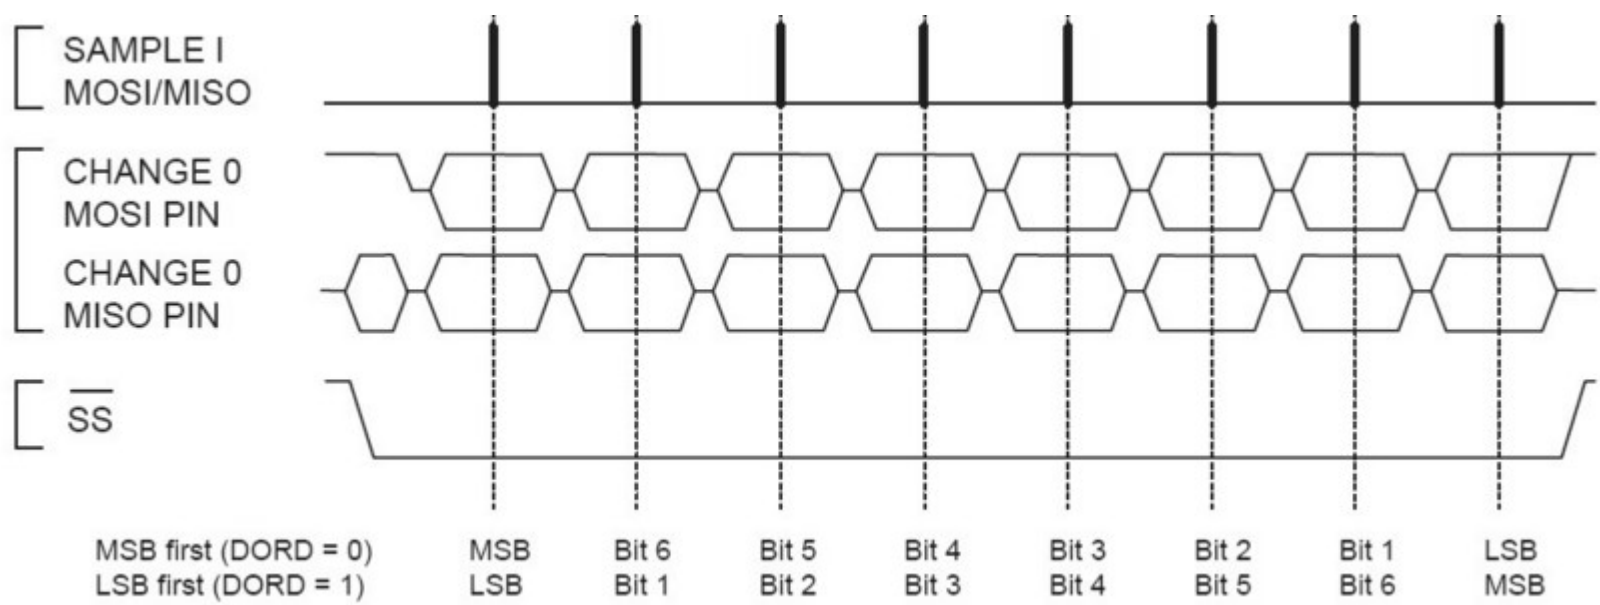 SAMPLE I
MOSI/MISO
CHANGE 0
MOSI PIN
CHANGE 0
MISO PIN
SS
MSB first (DORD = 0) MSB Bit 6 Bit 5 Bit 4 Bit 3 Bit 2 Bit 1 LSB
LSB first (DORD = 1) LSB Bit 1 Bit 2 Bit 3 Bit 4 Bit 5 Bit 6 MSB